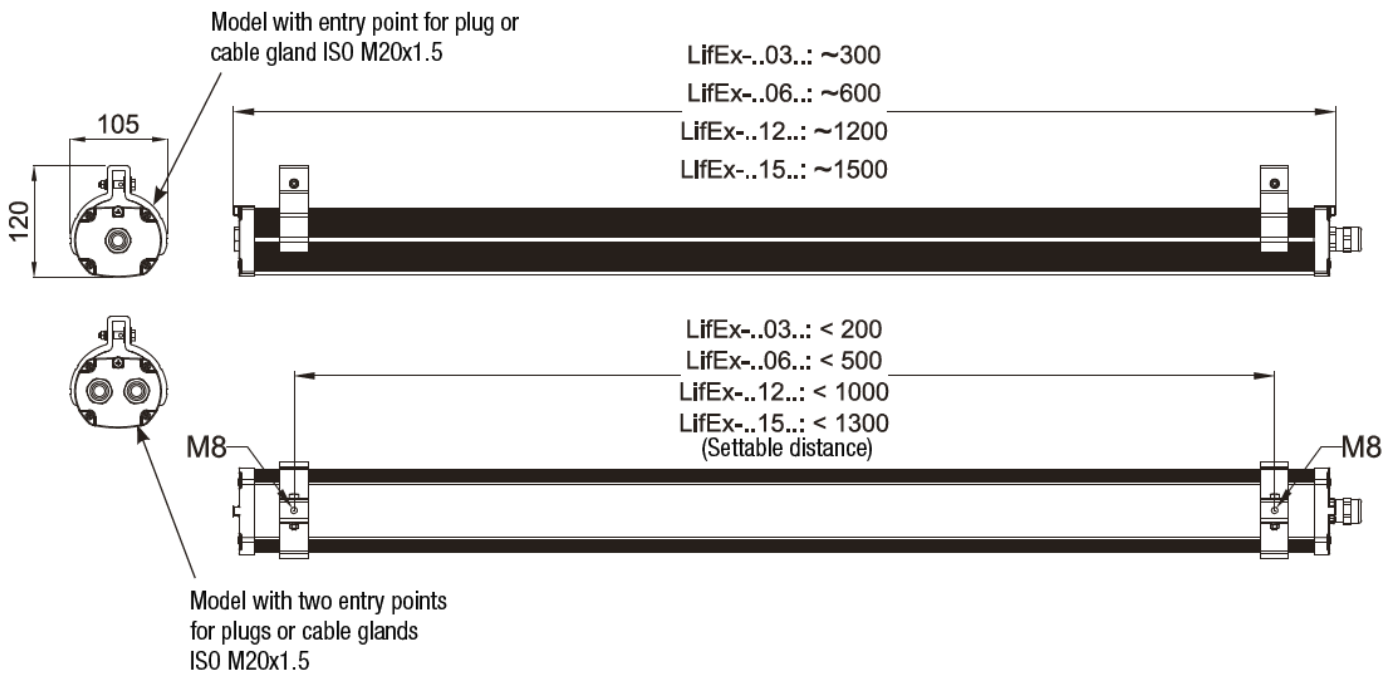 Model with entry point for plug or
cable gland ISO M20x1.5
LifEx-..03..: ~300
LifEx-..06..: ~600
LifEx-..12..: ~1200
LifEx-..15..: ~1500
105
120
LifEx-..03..: < 200
LifEx-..06..: < 500
LifEx-..12..: < 1000
LifEx-..15..: < 1300
(Settable distance)
M8
M8
Model with two entry points
for plugs or cable glands
ISO M20x1.5